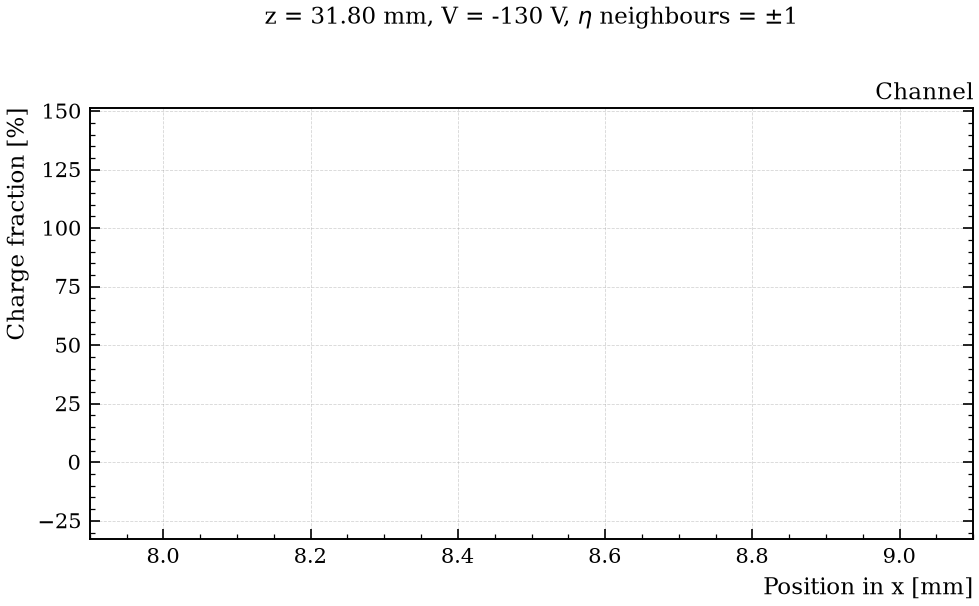 z = 31.80 mm, V = -130 V, η neighbours = ±1
Channel
Charge fraction [%]
150
125
100
75
50
25
0
−25
8.0 8.2 8.4 8.6 8.8 9.0
Position in x [mm]